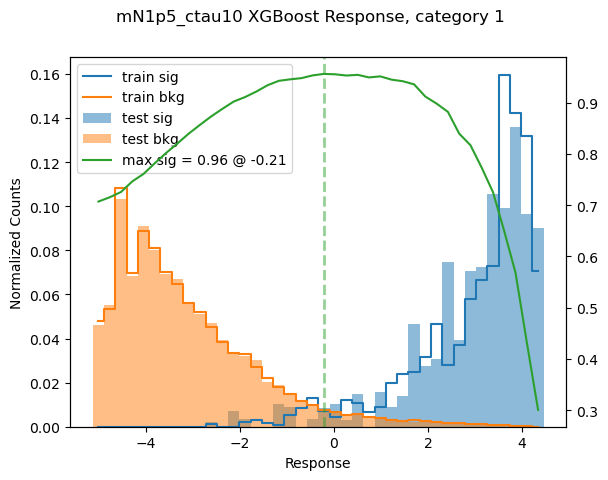 mN1p5_ctau10 XGBoost Response, category 1
train sig
train bkg
test sig
test bkg
max sig = 0.96 @ -0.21
Normalized Counts
0.16
0.14
0.12
0.10
0.08
0.06
0.04
0.02
0.00
0.9
0.8
0.7
0.6
0.5
0.4
0.3
−4
−2
0
2
4
Response